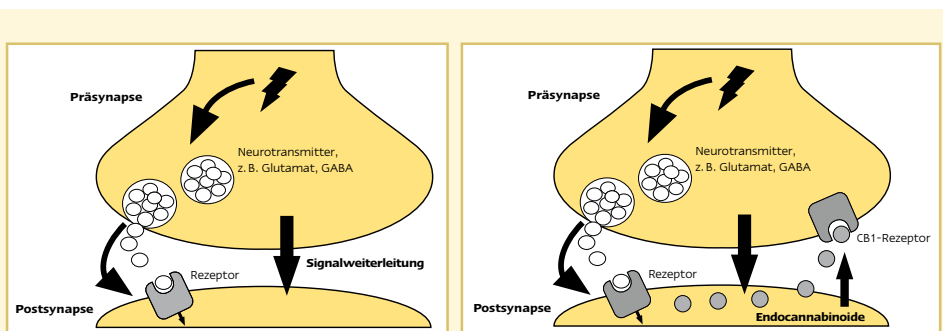 Präsynapse
Neurotransmitter,
z. B. Glutamat, GABA
Signalweiterleitung
Rezeptor
Postsynapse
Präsynapse
Neurotransmitter,
z. B. Glutamat, GABA
CB1-Rezeptor
Rezeptor
Postsynapse
Endocannabinoide